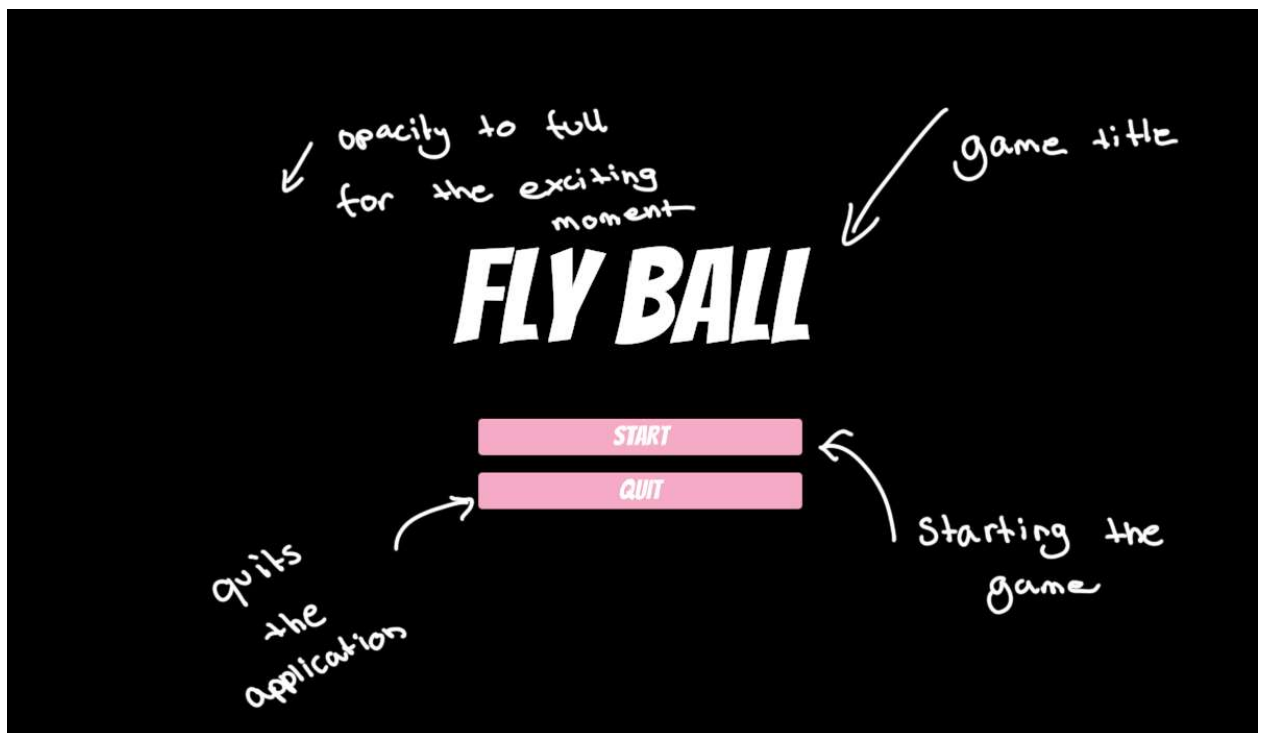 opacity to full
for the exciting
moment
game title
FLY BALL
START
QUIT
Starting the
game
quits
the
application